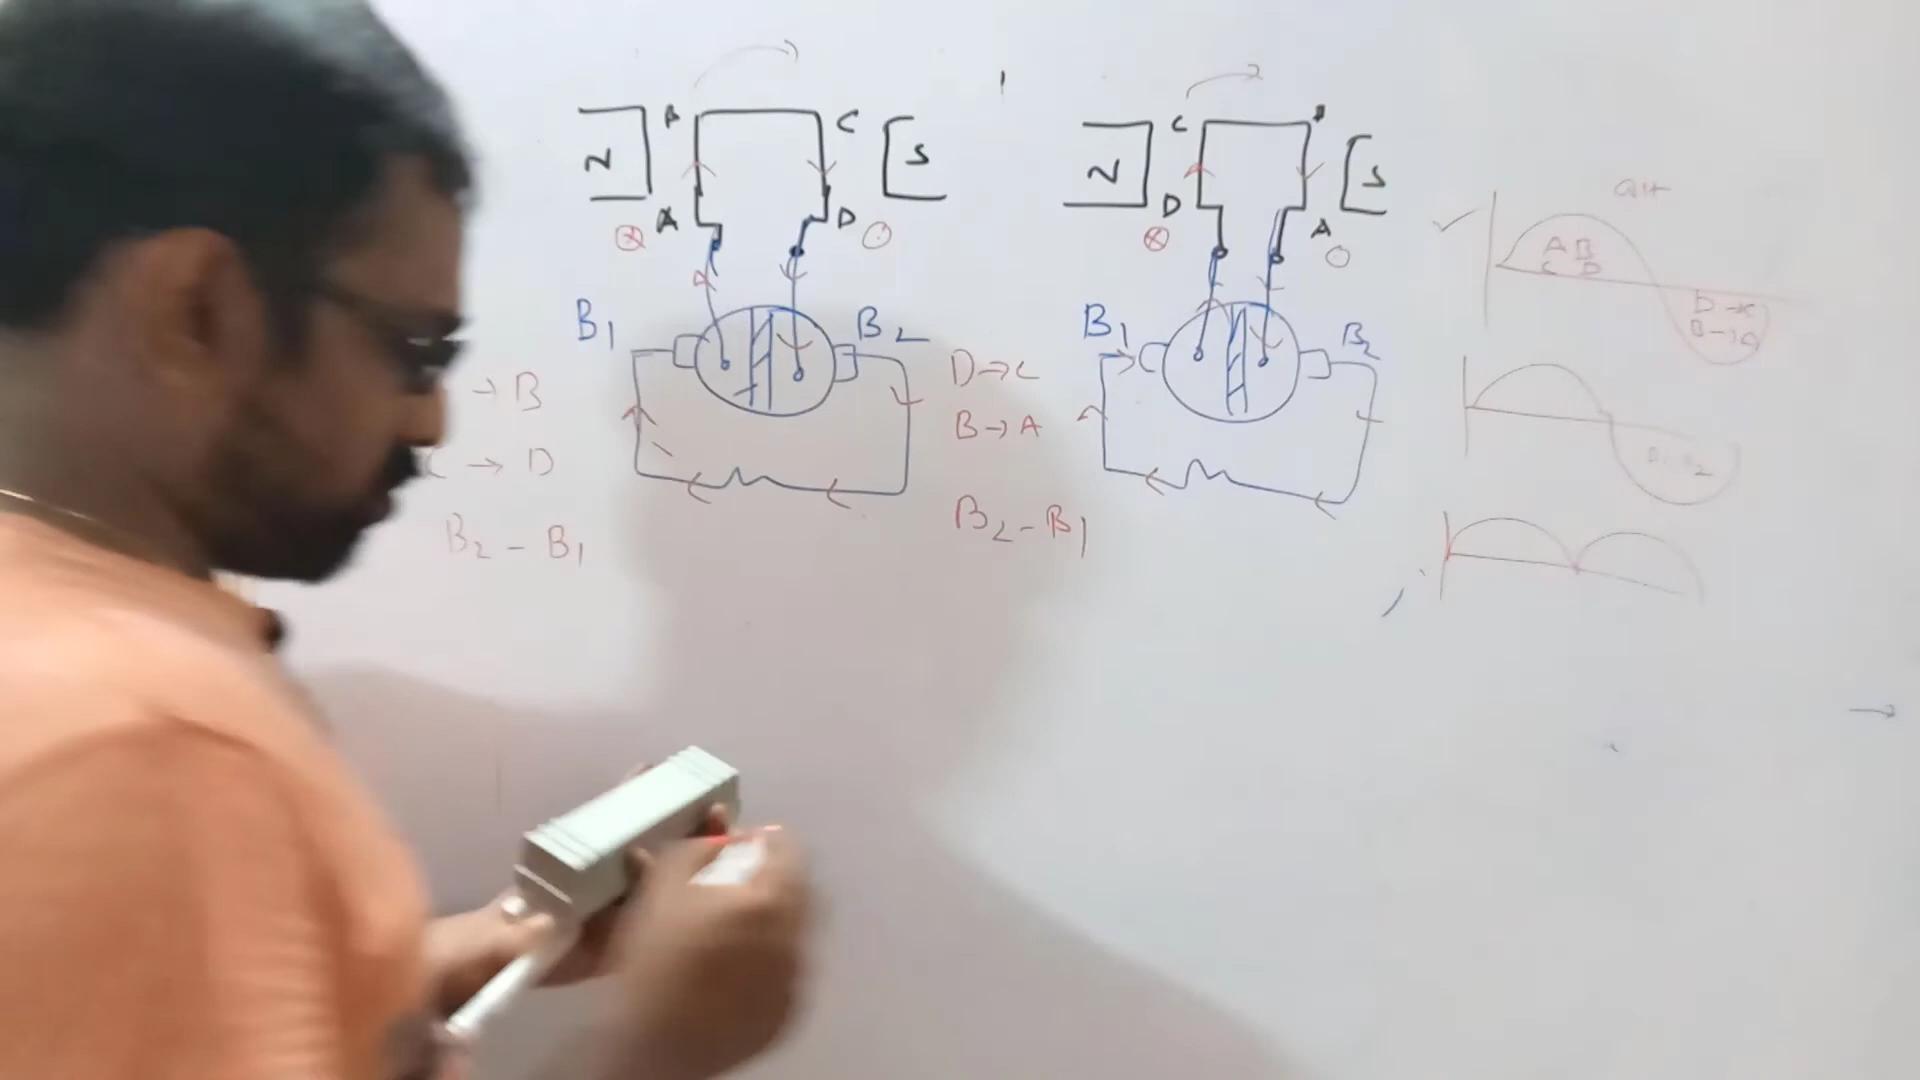 N B C S
A D
B₁ B₂
→ B
C → D
B₂ - B₁
N C S
D A
B₁ B₂
D→C
B→A
B₂ - B₁
A B
C D
D→C
B→A